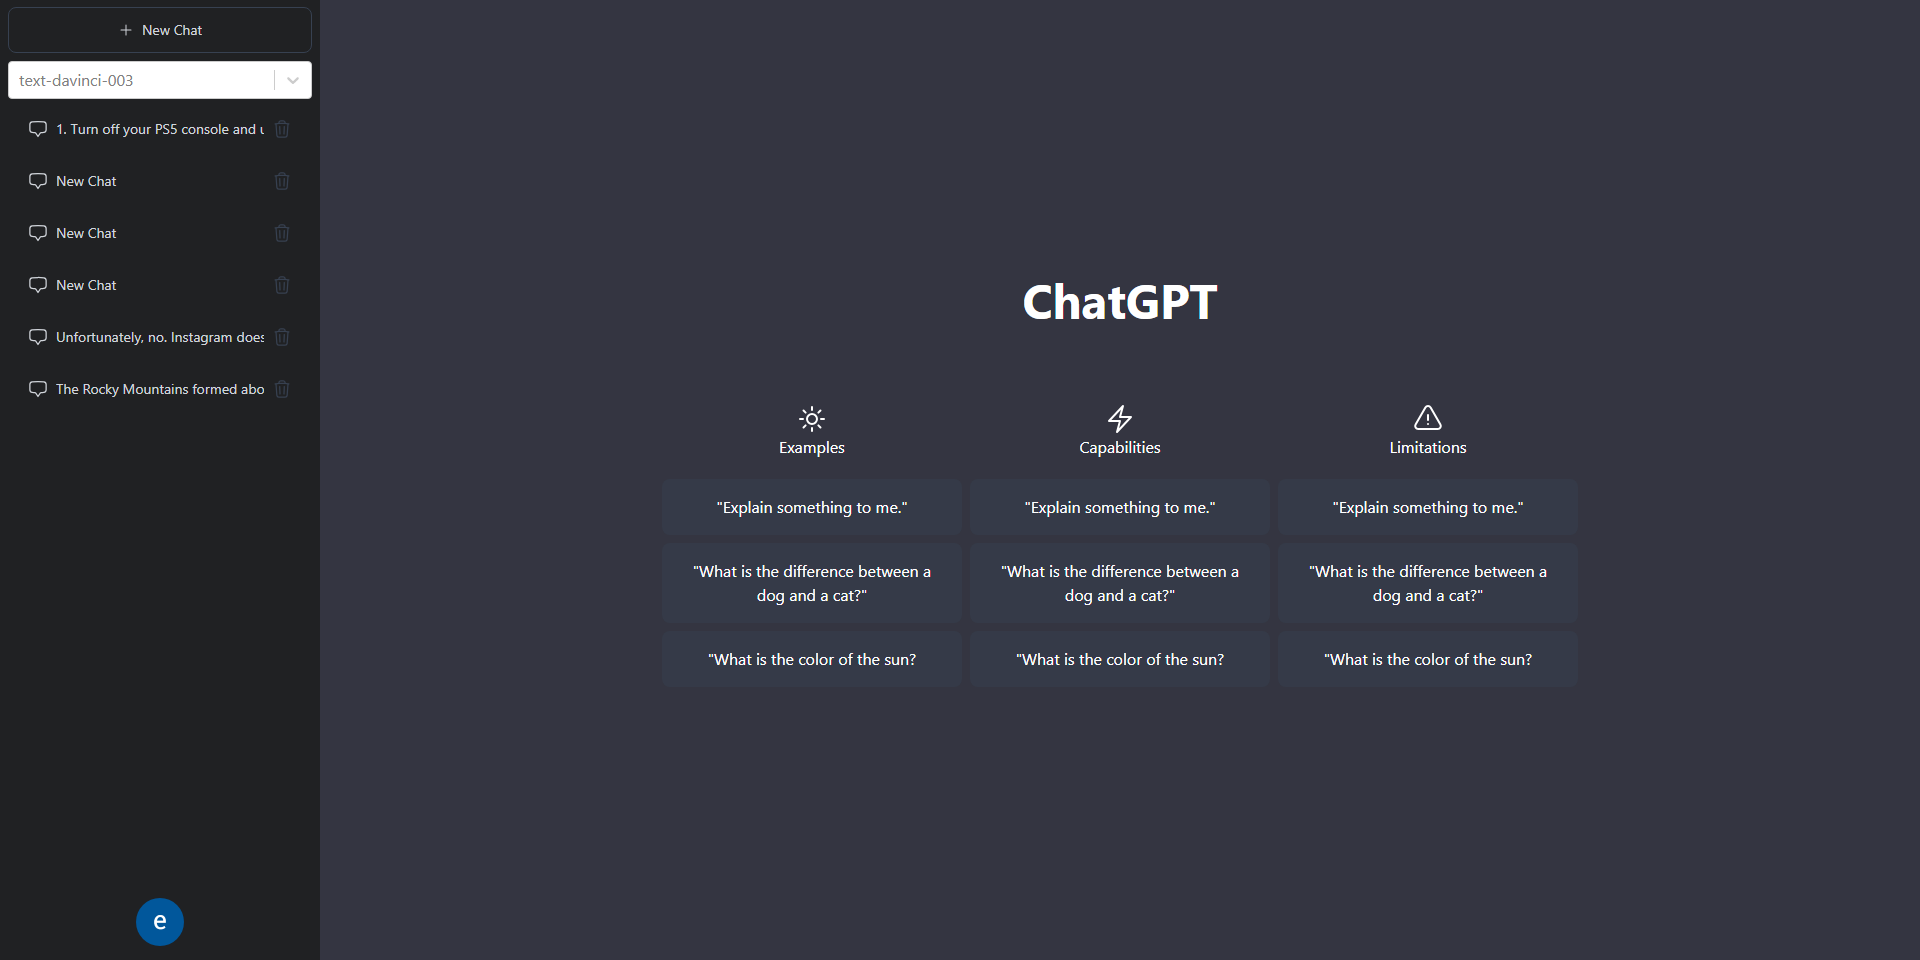 New Chat
text-davinci-003
1. Turn off your PS5 console and
New Chat
New Chat
New Chat
Unfortunately, no. Instagram does
The Rocky Mountains formed abo
e
ChatGPT
Examples
Capabilities
Limitations
"Explain something to me."
"Explain something to me."
"Explain something to me."
"What is the difference between a
dog and a cat?"
"What is the difference between a
dog and a cat?"
"What is the difference between a
dog and a cat?"
"What is the color of the sun?
"What is the color of the sun?
"What is the color of the sun?